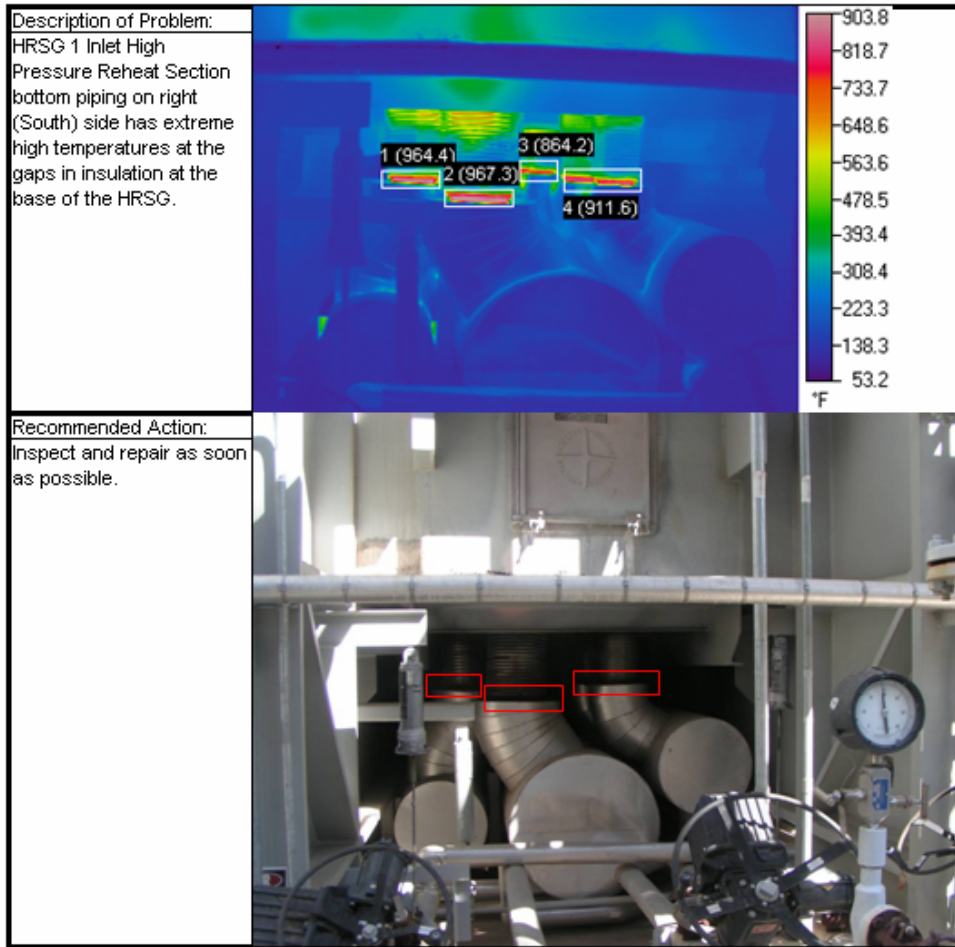 Description of Problem:
HRSG 1 Inlet High
Pressure Reheat Section
bottom piping on right
(South) side has extreme
high temperatures at the
gaps in insulation at the
base of the HRSG.
1 (964.4)
2 (967.3)
3 (864.2)
4 (911.6)
903.8
818.7
733.7
648.6
563.6
478.5
393.4
308.4
223.3
138.3
53.2
°F
Recommended Action:
Inspect and repair as soon
as possible.